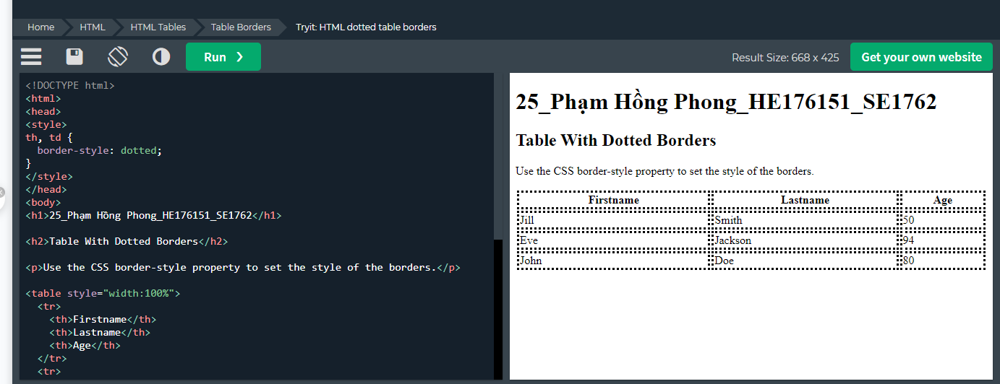 Home HTML HTML Tables Table Borders Tryit: HTML dotted table borders
Run ❯ Result Size: 668 x 425 Get your own website
<!DOCTYPE html>
<html>
<head>
<style>
th, td {
  border-style: dotted;
}
</style>
</head>
<body>
<h1>25_Phạm Hồng Phong_HE176151_SE1762</h1>
<h2>Table With Dotted Borders</h2>
<p>Use the CSS border-style property to set the style of the borders.</p>
<table style="width:100%">
  <tr>
    <th>Firstname</th>
    <th>Lastname</th>
    <th>Age</th>
  </tr>
  <tr>
25_Phạm Hồng Phong_HE176151_SE1762
Table With Dotted Borders
Use the CSS border-style property to set the style of the borders.
Firstname Lastname Age
Jill Smith 50
Eve Jackson 94
John Doe 80